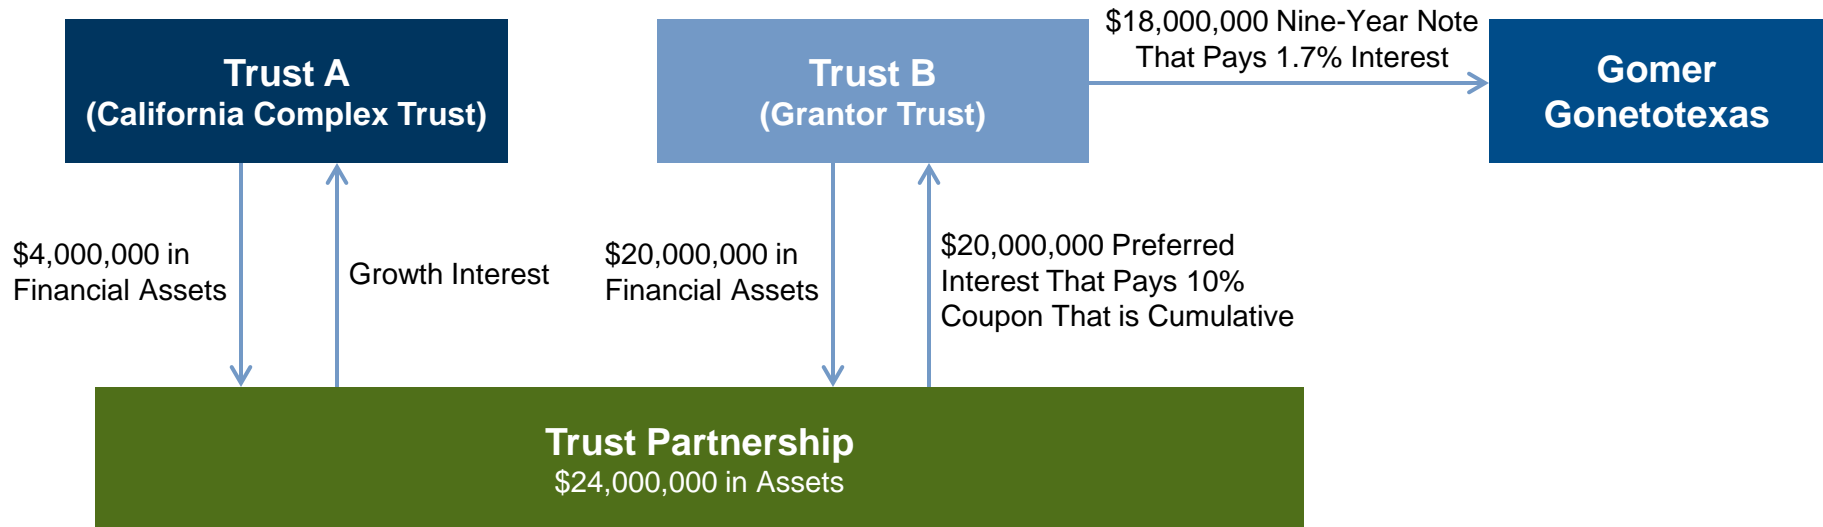 $18,000,000 Nine-Year Note
That Pays 1.7% Interest
Trust A
(California Complex Trust)
Trust B
(Grantor Trust)
Gomer
Gonetotexas
$4,000,000 in
Financial Assets
Growth Interest
$20,000,000 in
Financial Assets
$20,000,000 Preferred
Interest That Pays 10%
Coupon That is Cumulative
Trust Partnership
$24,000,000 in Assets